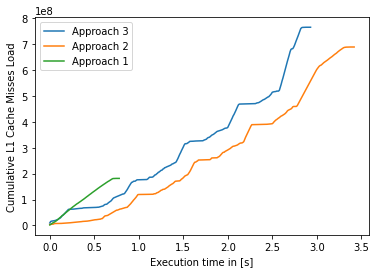 1e8
8
7
6
5
4
3
2
1
0
Cumulative L1 Cache Misses Load
Approach 3
Approach 2
Approach 1
0.0 0.5 1.0 1.5 2.0 2.5 3.0 3.5
Execution time in [s]